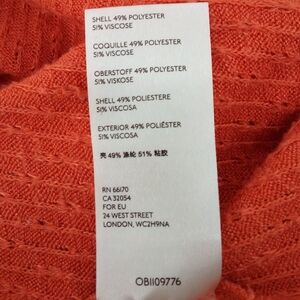 SHELL 49% POLYESTER
51% VISCOSE
COQUILLE 49% POLYESTER
51% VISCOSE
OBERSTOFF 49% POLYESTER
51% VISKOSE
SHELL 49% POLIESTERE
51% VISCOSA
EXTERIOR 49% POLIÉSTER
51% VISCOSA
壳 49% 涤纶 51% 粘胶
RN 66170
CA 32054
FOR EU
24 WEST STREET
LONDON, WC2H9NA
OB1109776